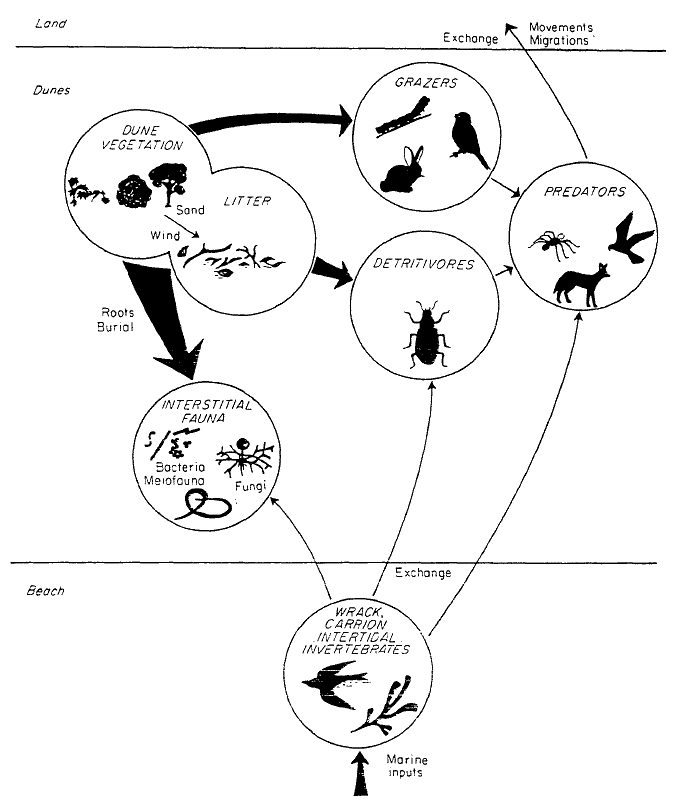 Land
Exchange
Movements
Migrations
Dunes
GRAZERS
DUNE
VEGETATION
LITTER
Sand
Wind
PREDATORS
DETRITIVORES
Roots
Burial
INTERSTITIAL
FAUNA
Bacteria
Meiofauna
Fungi
Exchange
Beach
WRACK,
CARRION
INTERTIDAL
INVERTEBRATES
Marine
inputs